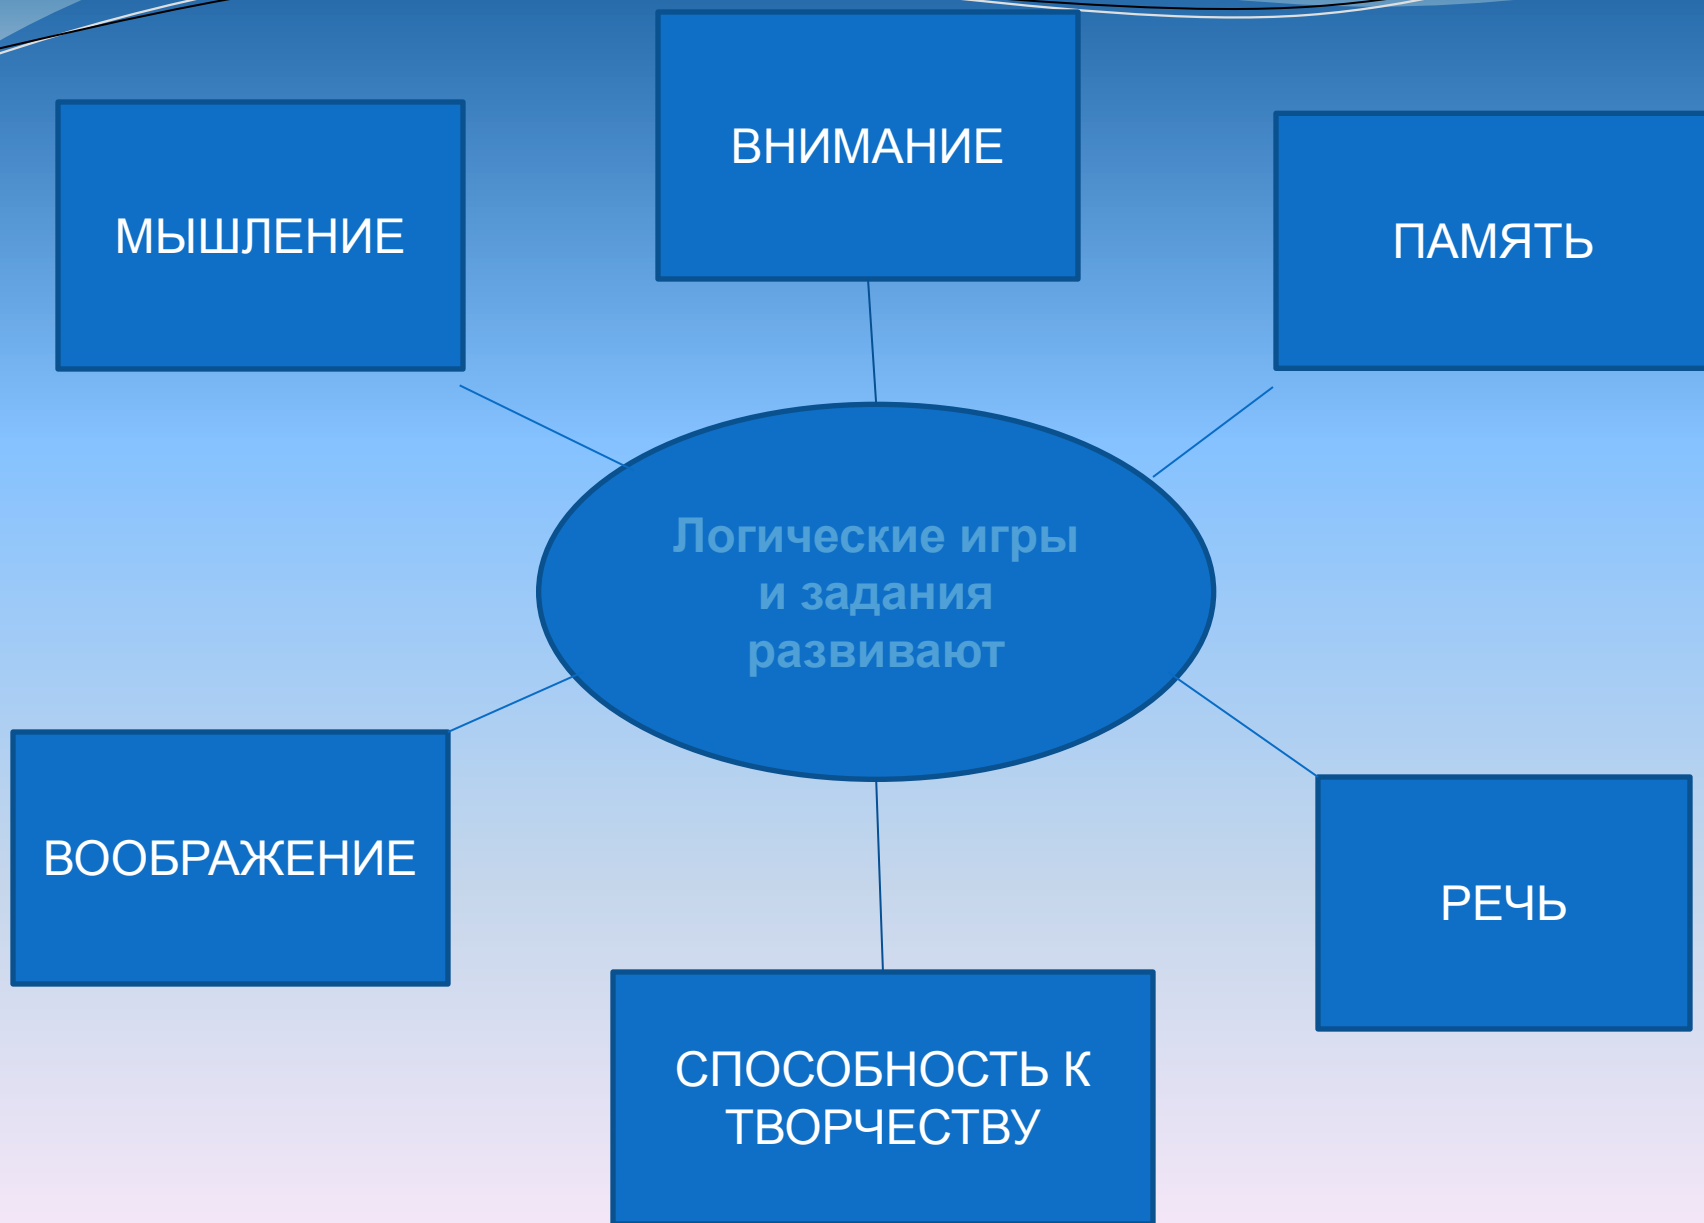 ВНИМАНИЕ
МЫШЛЕНИЕ
ПАМЯТЬ
Логические игры
и задания
развивают
ВООБРАЖЕНИЕ
РЕЧЬ
СПОСОБНОСТЬ К
ТВОРЧЕСТВУ